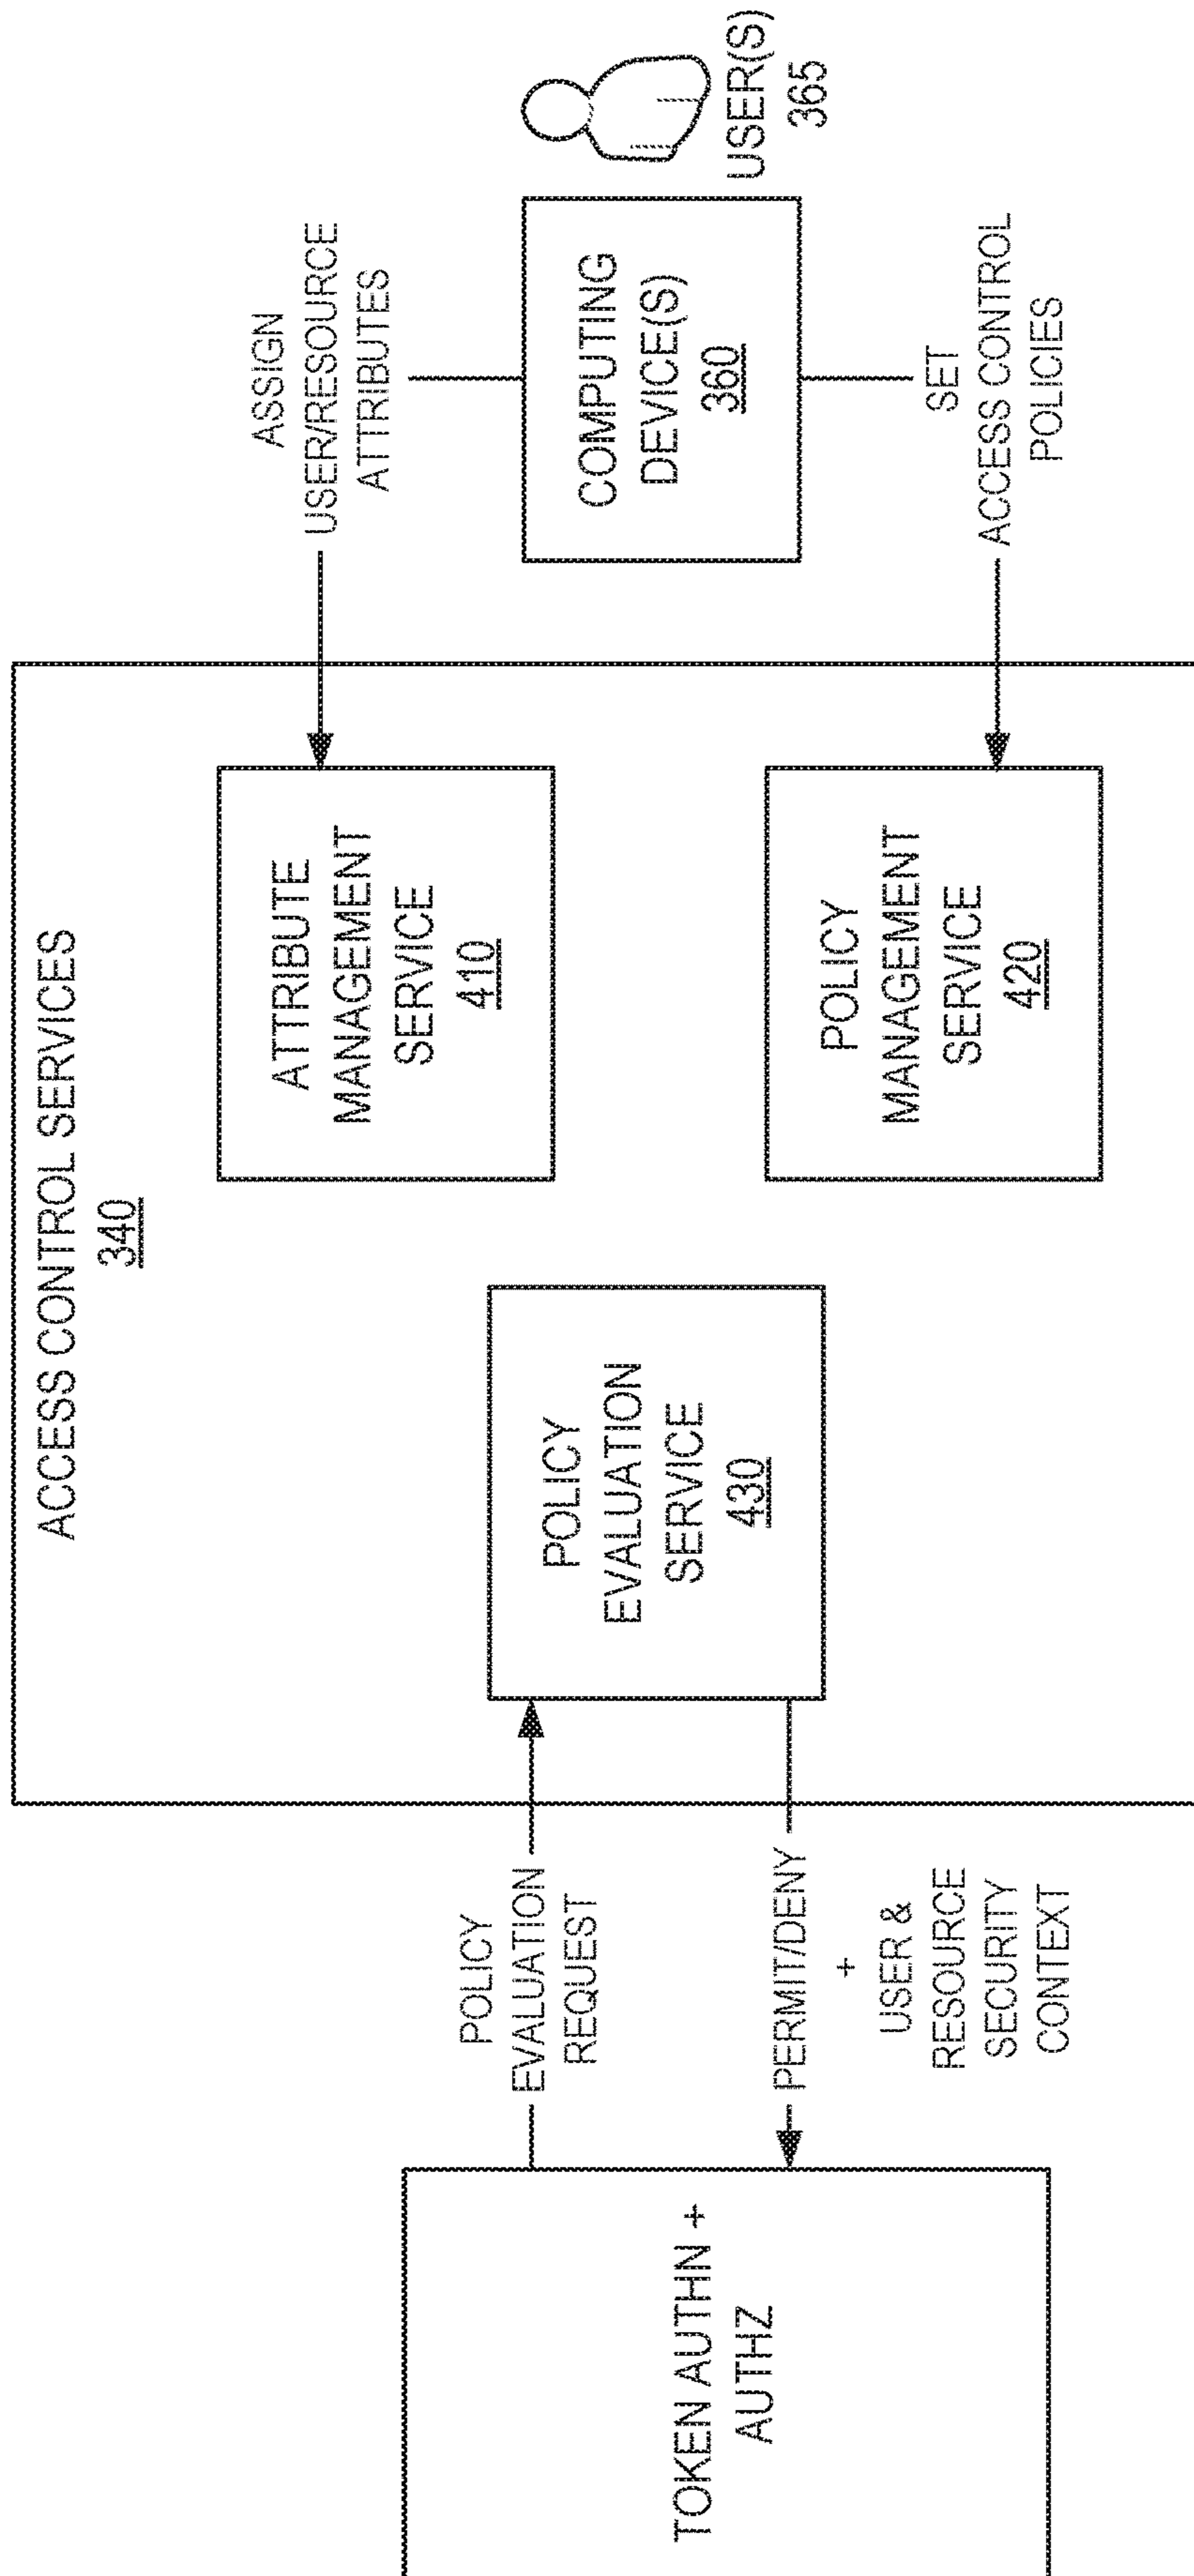 ACCESS CONTROL SERVICES
340
TOKEN AUTHN +
AUTHZ
POLICY
EVALUATION
REQUEST
PERMIT/DENY
+
USER &
RESOURCE
SECURITY
CONTEXT
POLICY
EVALUATION
SERVICE
430
ATTRIBUTE
MANAGEMENT
SERVICE
410
POLICY
MANAGEMENT
SERVICE
420
ASSIGN
USER/RESOURCE
ATTRIBUTES
COMPUTING
DEVICE(S)
360
SET
ACCESS CONTROL
POLICIES
USER(S)
365